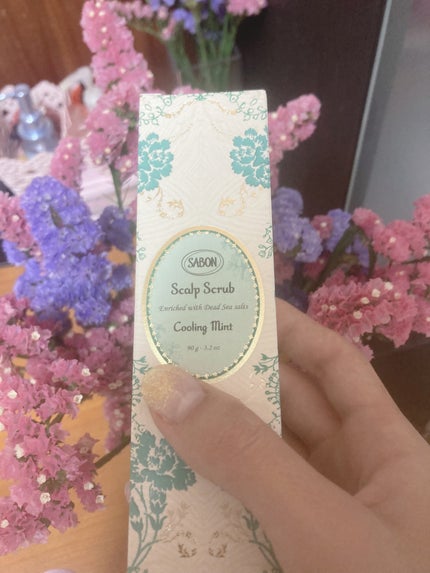 SABON
Scalp Scrub
Enriched with Dead Sea salts
Cooling Mint
90 g - 3.2 oz